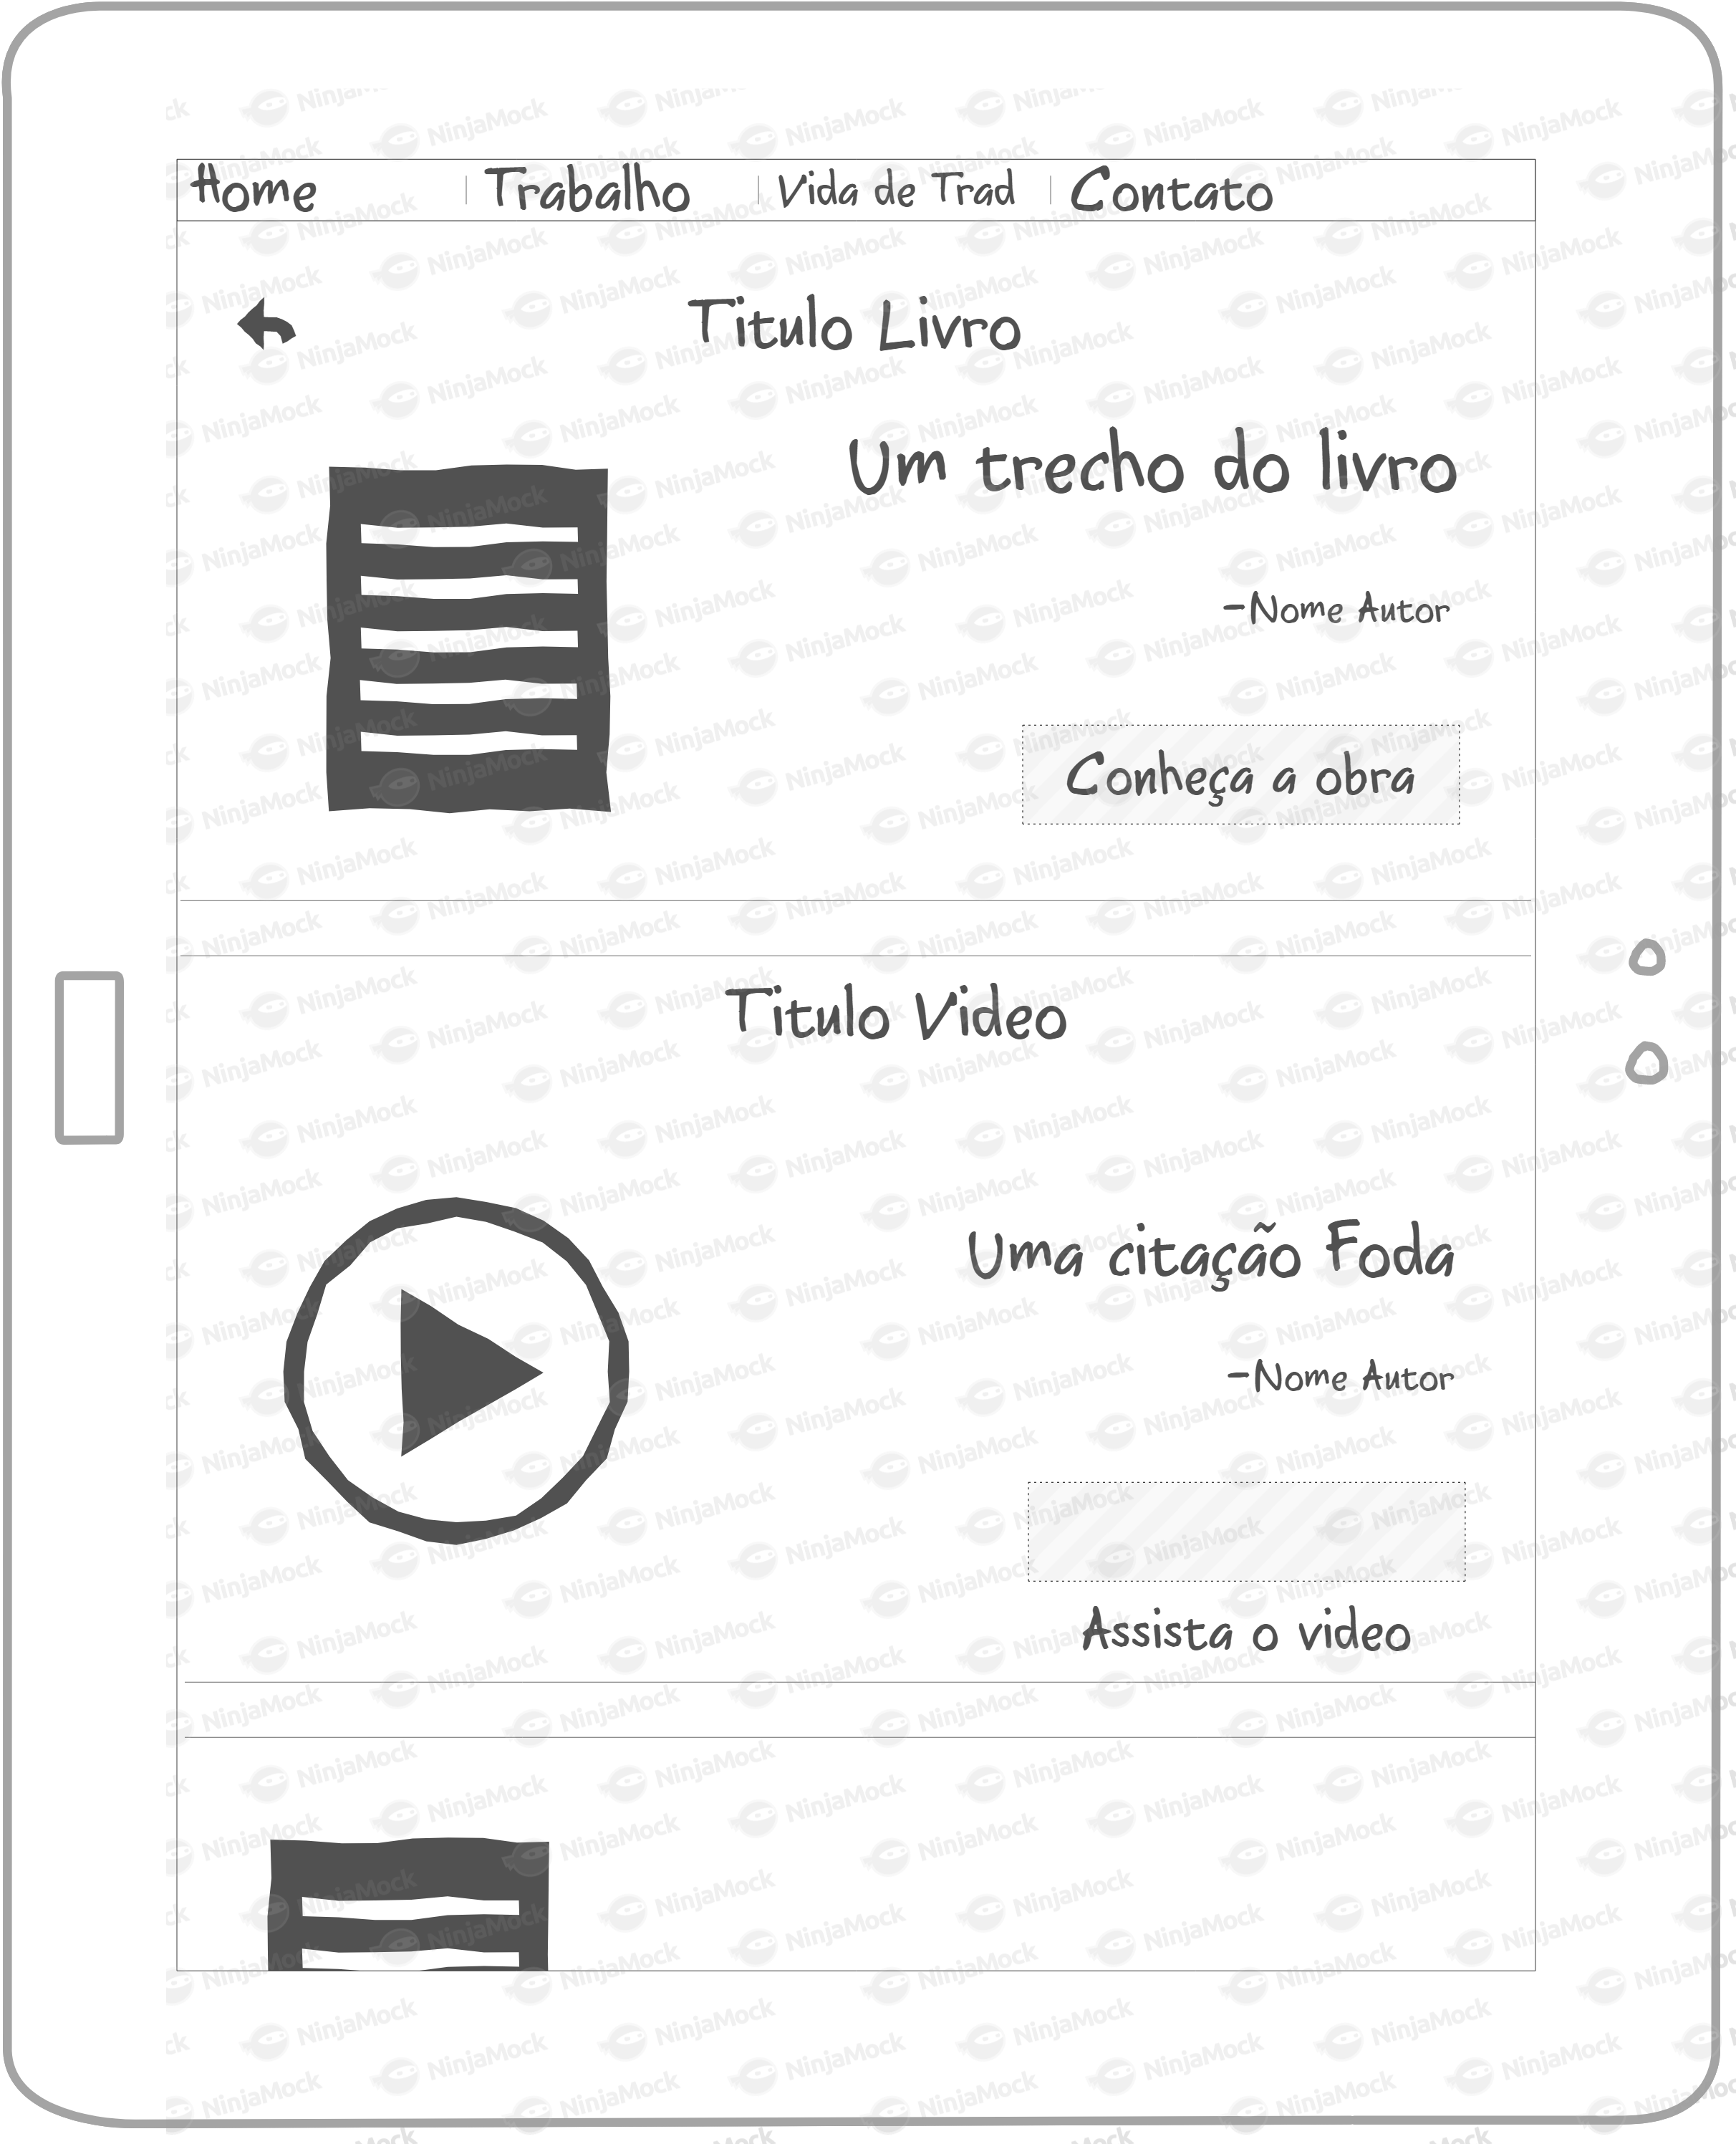 Home Trabalho Vida de Trad Contato
Titulo Livro
Um trecho do livro
-Nome Autor
Conheça a obra
Titulo Video
Uma citação Foda
-Nome Autor
Assista o video
NinjaMock